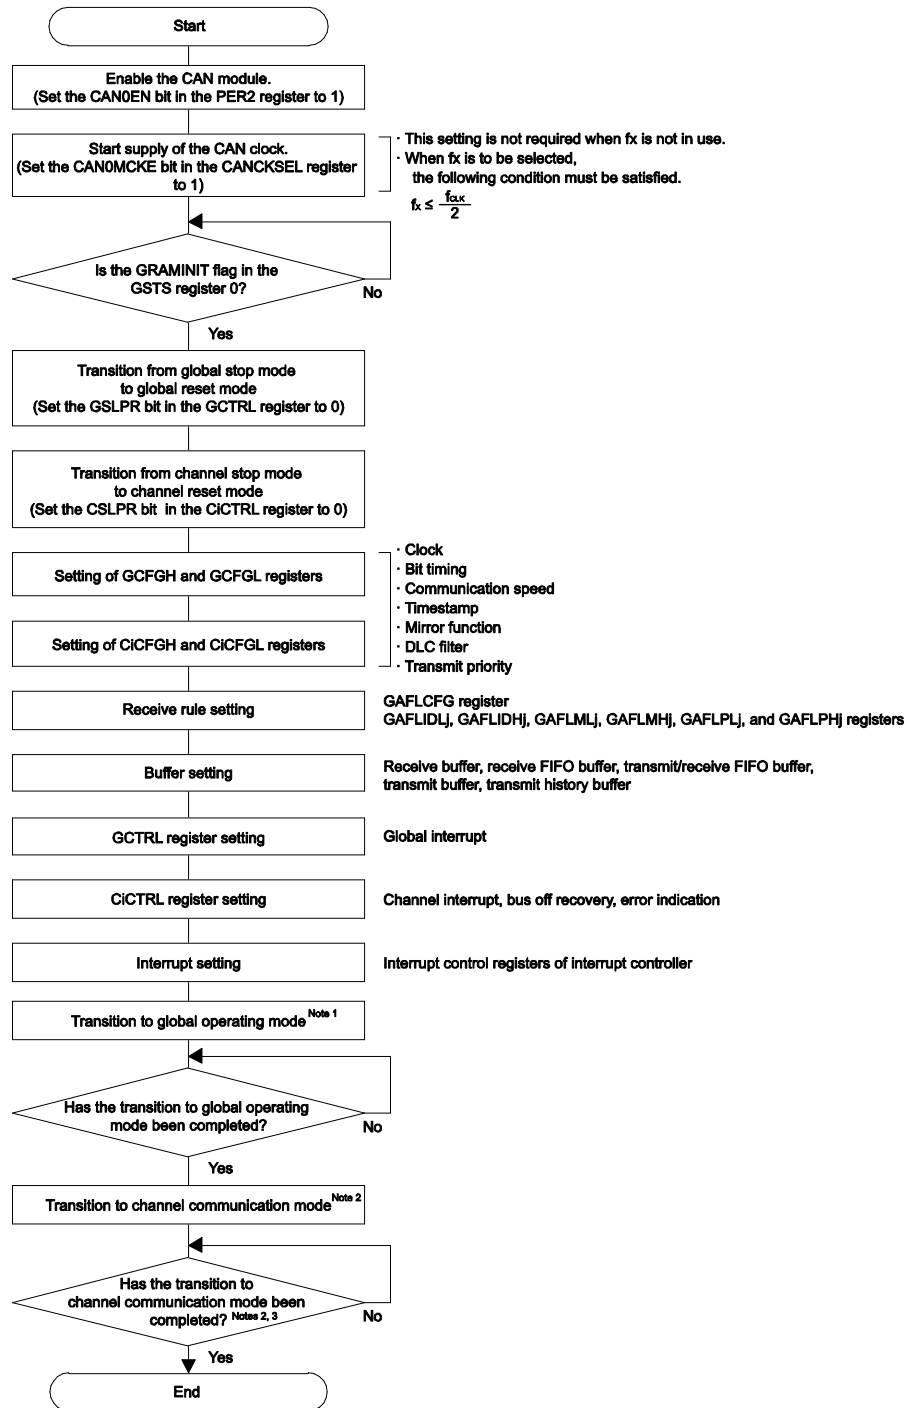 Start
Enable the CAN module.
(Set the CAN0EN bit in the PER2 register to 1)
Start supply of the CAN clock.
(Set the CAN0MCKE bit in the CANCKSEL register
to 1)
· This setting is not required when fx is not in use.
· When fx is to be selected,
the following condition must be satisfied.
fx ≤ fCLK / 2
Is the GRAMINIT flag in the
GSTS register 0?
No
Yes
Transition from global stop mode
to global reset mode
(Set the GSLPR bit in the GCTRL register to 0)
Transition from channel stop mode
to channel reset mode
(Set the CSLPR bit in the CiCTRL register to 0)
Setting of GCFGH and GCFGL registers
Setting of CiCFGH and CiCFGL registers
· Clock
· Bit timing
· Communication speed
· Timestamp
· Mirror function
· DLC filter
· Transmit priority
Receive rule setting
GAFLCFG register
GAFLIDLj, GAFLIDHj, GAFLMLj, GAFLMHj, GAFLPLj, and GAFLPHj registers
Buffer setting
Receive buffer, receive FIFO buffer, transmit/receive FIFO buffer,
transmit buffer, transmit history buffer
GCTRL register setting
Global interrupt
CiCTRL register setting
Channel interrupt, bus off recovery, error indication
Interrupt setting
Interrupt control registers of interrupt controller
Transition to global operating mode Note 1
Has the transition to global operating
mode been completed?
No
Yes
Transition to channel communication mode Note 2
Has the transition to
channel communication mode been
completed? Notes 2, 3
No
Yes
End